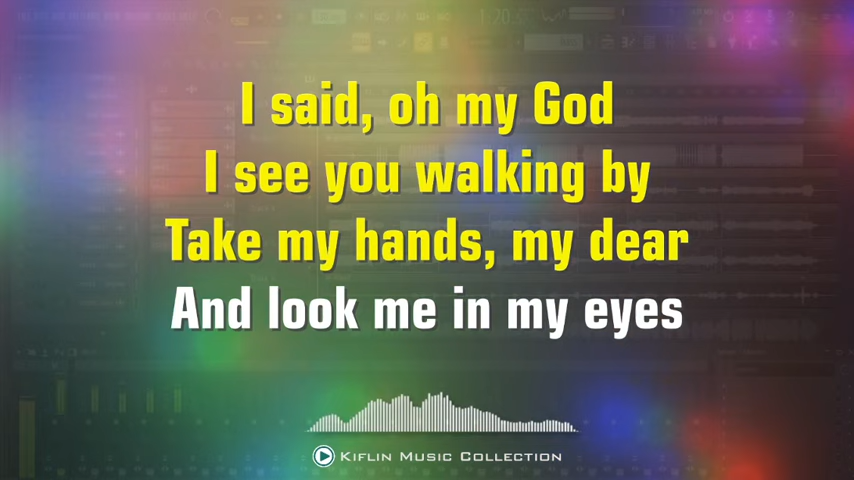 I said, oh my God
I see you walking by
Take my hands, my dear
And look me in my eyes
Kiflin Music Collection